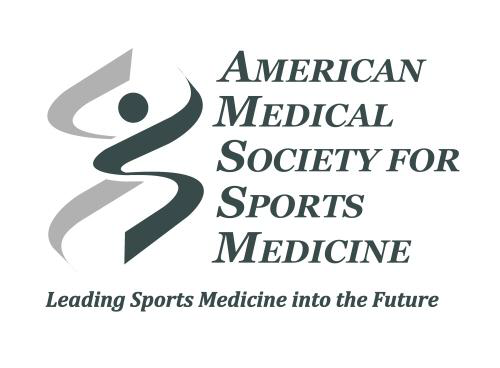 AMERICAN
MEDICAL
SOCIETY FOR
SPORTS
MEDICINE
Leading Sports Medicine into the Future